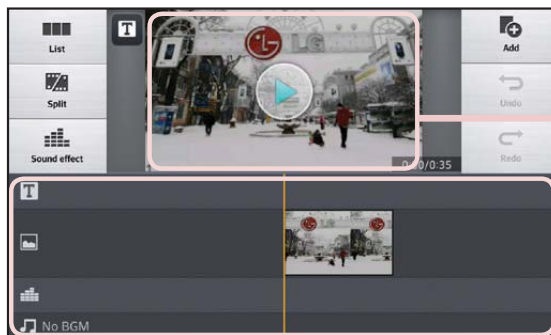 List
T
LG
Add
Split
Undo
Sound effect
Redo
0:00/0:35
T
No BGM